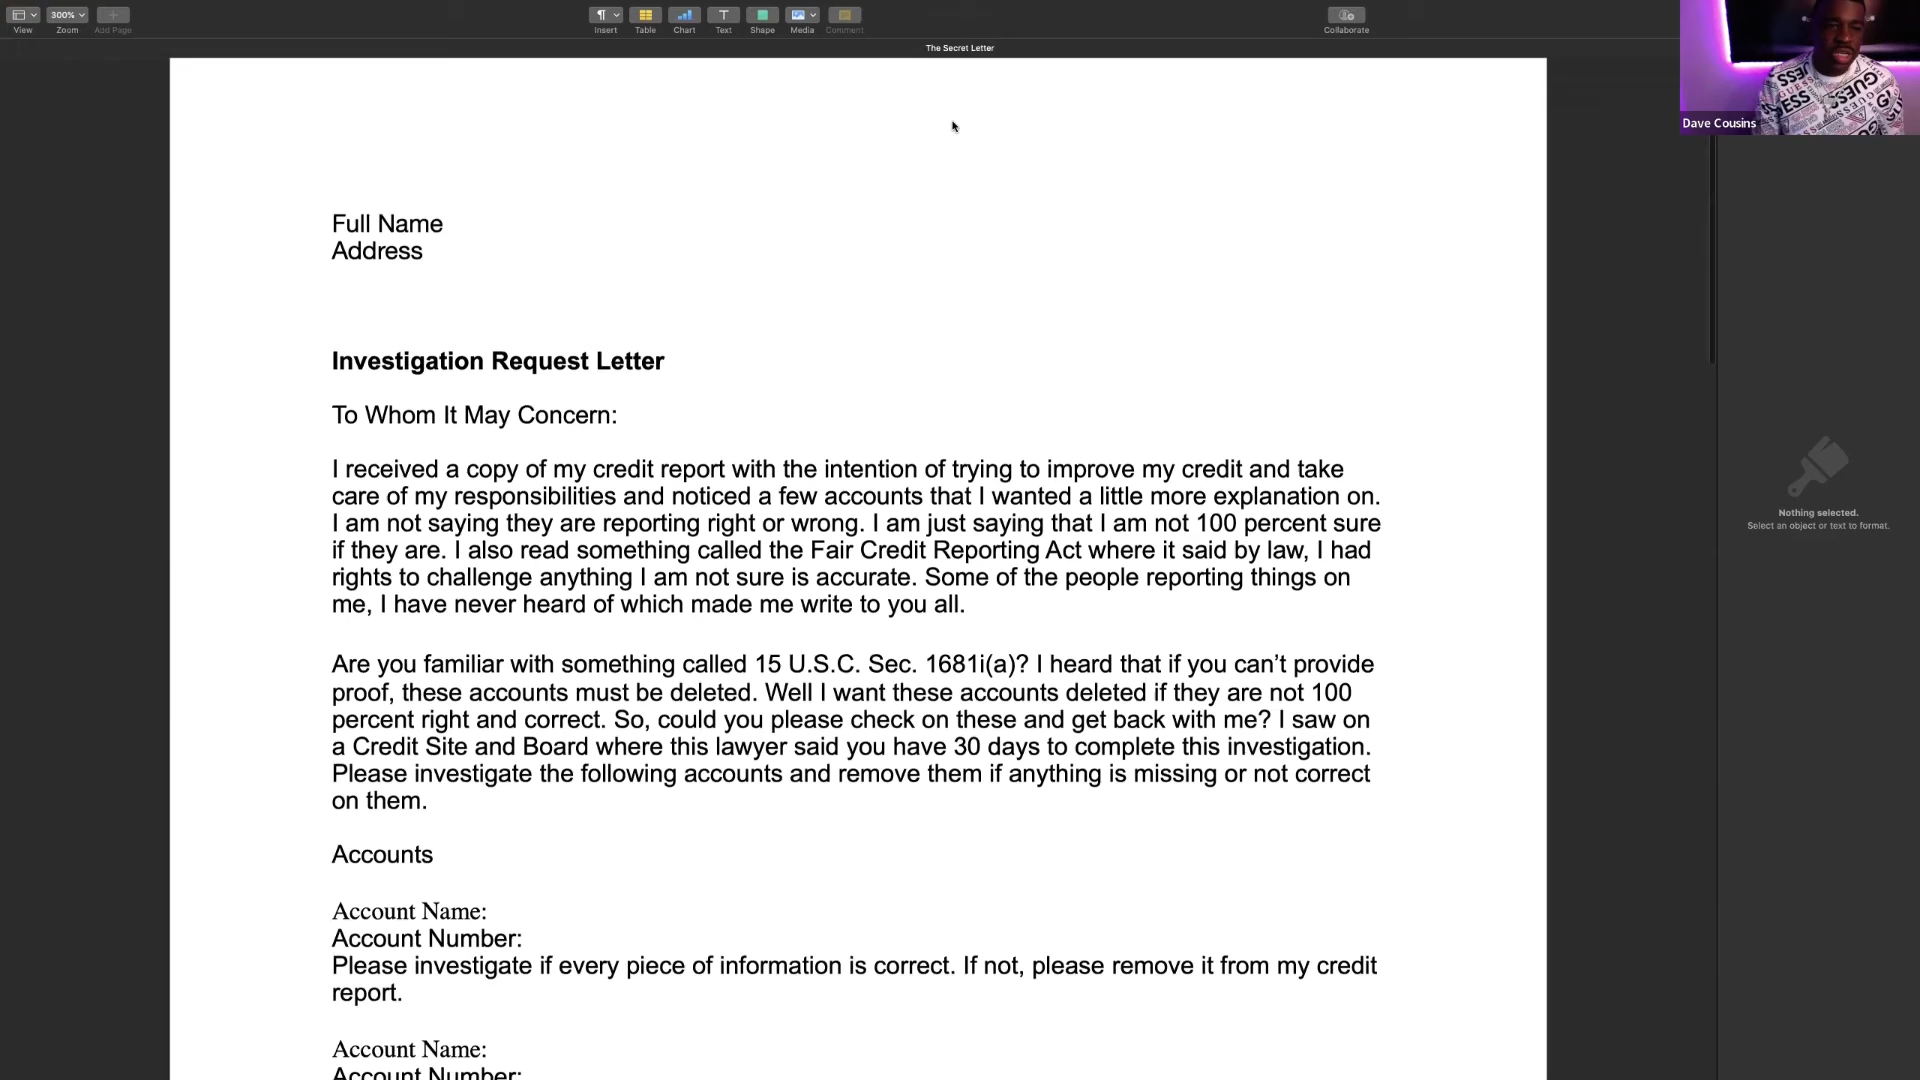 300%
View
Zoom
Add Page
Insert
Table
Chart
Text
Shape
Media
Comment
Collaborate
The Secret Letter
Dave Cousins
Full Name
Address
Investigation Request Letter
To Whom It May Concern:
I received a copy of my credit report with the intention of trying to improve my credit and take
care of my responsibilities and noticed a few accounts that I wanted a little more explanation on.
I am not saying they are reporting right or wrong. I am just saying that I am not 100 percent sure
if they are. I also read something called the Fair Credit Reporting Act where it said by law, I had
rights to challenge anything I am not sure is accurate. Some of the people reporting things on
me, I have never heard of which made me write to you all.
Are you familiar with something called 15 U.S.C. Sec. 1681i(a)? I heard that if you can’t provide
proof, these accounts must be deleted. Well I want these accounts deleted if they are not 100
percent right and correct. So, could you please check on these and get back with me? I saw on
a Credit Site and Board where this lawyer said you have 30 days to complete this investigation.
Please investigate the following accounts and remove them if anything is missing or not correct
on them.
Accounts
Account Name:
Account Number:
Please investigate if every piece of information is correct. If not, please remove it from my credit
report.
Account Name:
Account Number:
Nothing selected.
Select an object or text to format.
GUESS